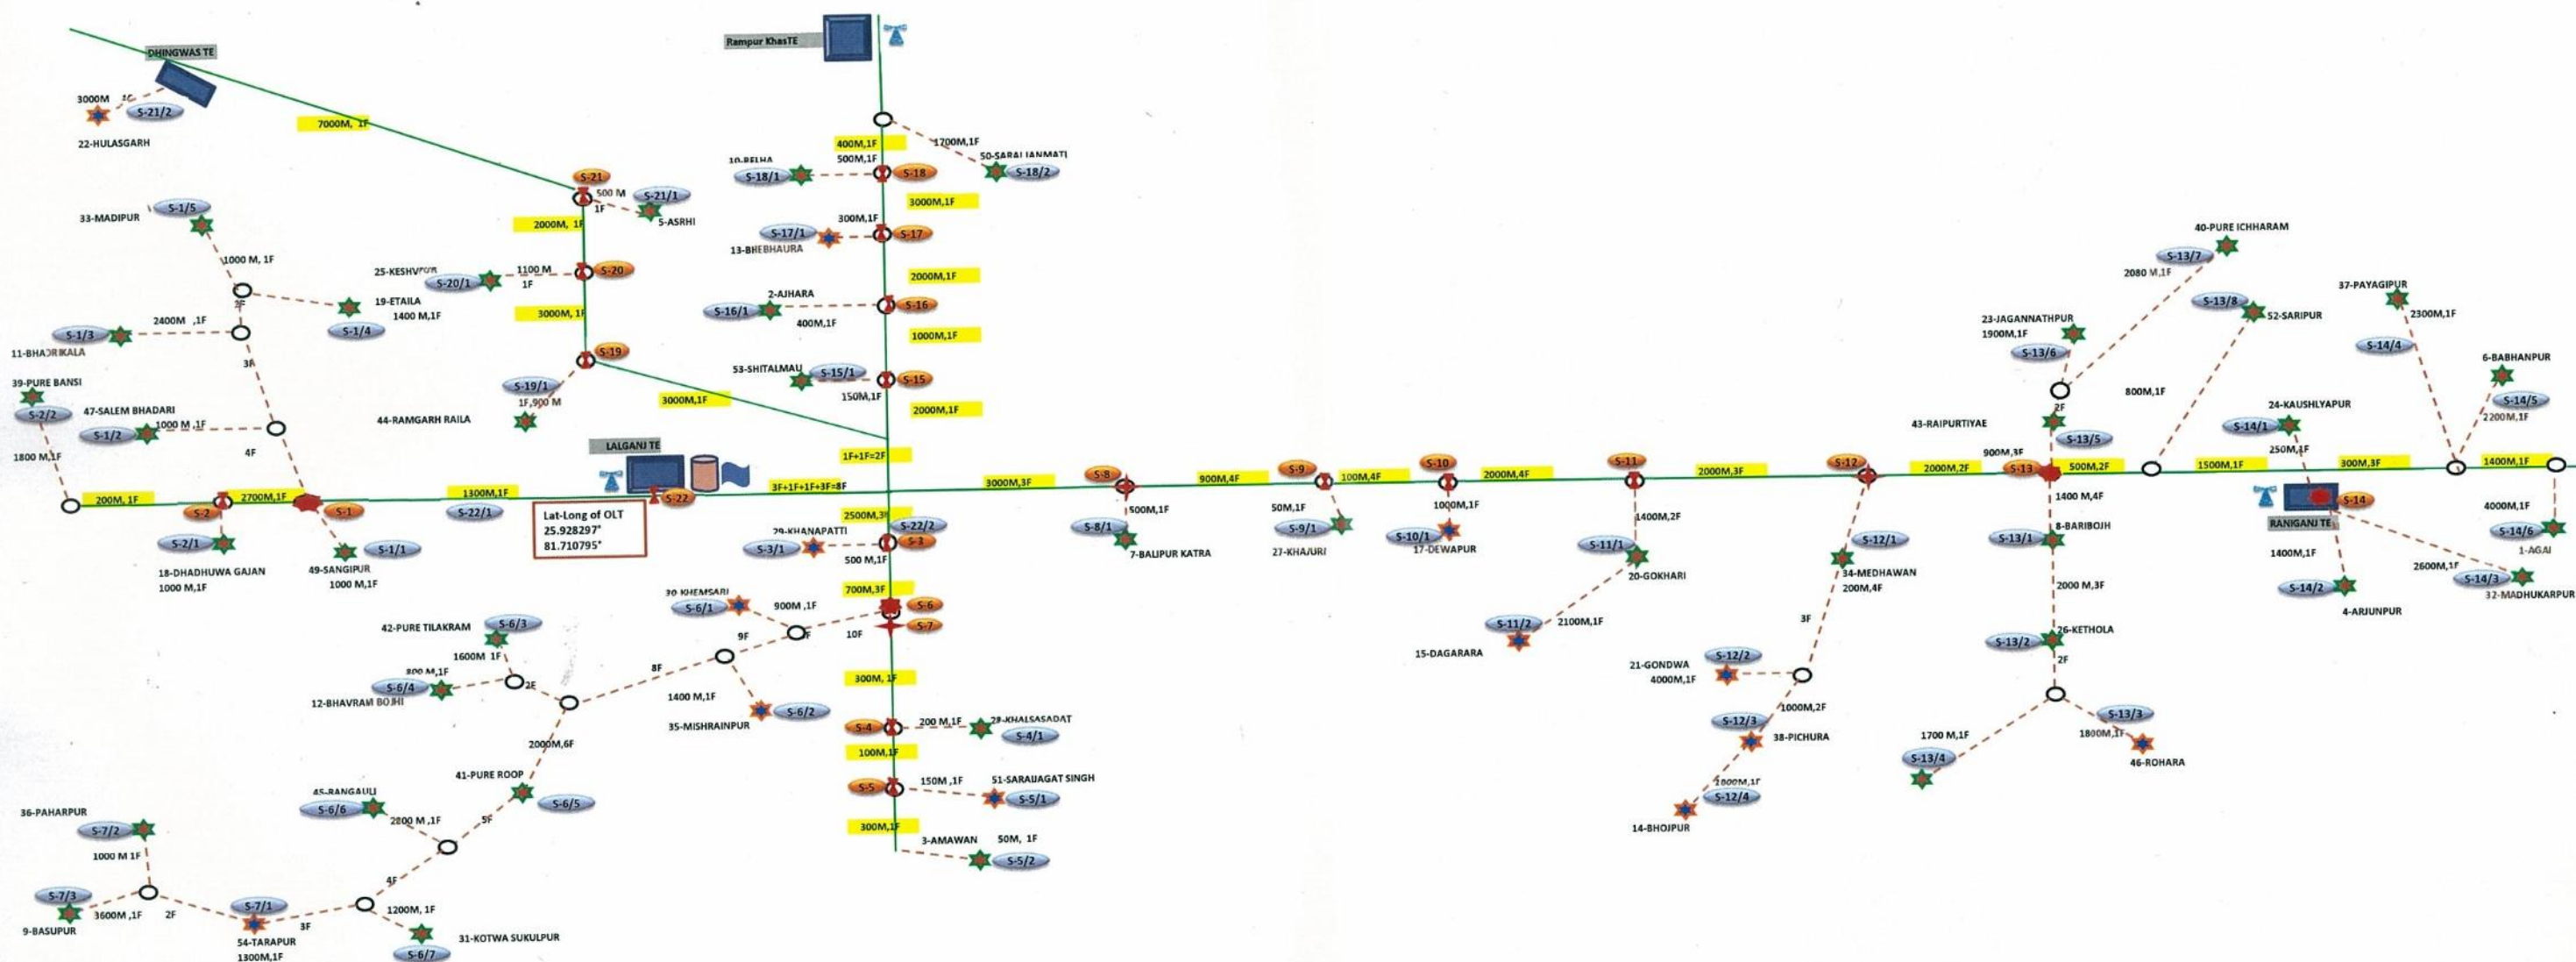 DHINGWAS TE
3000M 1F
S-21/2
22-HULASGARH
7000M, 1F
Rampur KhasTE
400M,1F
1700M,1F
500M,1F
50-SARAI JANMATI
S-18/2
10-BELHA
S-18/1
S-18
3000M,1F
300M,1F
S-17/1
S-17
13-BHEBHAURA
2000M,1F
2-AJHARA
S-16/1
S-16
400M,1F
1000M,1F
53-SHITALMAU
S-15/1
S-15
150M,1F
2000M,1F
S-21
500 M
1F
S-21/1
5-ASRHI
2000M, 1F
25-KESHVPUR
S-20/1
1100 M
1F
S-20
3000M, 1F
S-19
S-19/1
1F,900 M
44-RAMGARH RAILA
3000M,1F
33-MADIPUR
S-1/5
1000 M, 1F
19-ETAILA
1400 M,1F
S-1/4
2400M ,1F
S-1/3
11-BHADRIKALA
3F
39-PURE BANSI
S-2/2
47-SALEM BHADARI
S-1/2
1000 M ,1F
1800 M,1F
4F
200M, 1F
S-2
2700M,1F
S-1
1300M,1F
S-22/1
S-2/1
18-DHADHUWA GAJAN
1000 M,1F
49-SANGIPUR
1000 M,1F
S-1/1
LALGANJ TE
S-22
Lat-Long of OLT
25.928297°
81.710795°
1F+1F=2F
3F+1F+1F+3F=8F
3000M,3F
2500M,3F
S-22/2
29-KHANAPATTI
S-3/1
S-3
500 M,1F
700M,3F
30-KHEMSARI
S-6/1
900M ,1F
S-6
S-7
10F
9F
8F
42-PURE TILAKRAM
S-6/3
1600M 1F
800 M,1F
S-6/4
2F
12-BHAVRAM BOJHI
1400 M,1F
35-MISHRAINPUR
S-6/2
300M, 1F
S-4
200 M,1F
28-KHALSASADAT
S-4/1
100M,1F
S-5
150M ,1F
51-SARAIJAGAT SINGH
S-5/1
300M,1F
3-AMAWAN
50M, 1F
S-5/2
2000M,6F
41-PURE ROOP
S-6/5
45-RANGAULI
S-6/6
2800 M ,1F
5F
4F
36-PAHARPUR
S-7/2
1000 M 1F
S-7/3
9-BASUPUR
3600M ,1F
2F
S-7/1
54-TARAPUR
1300M,1F
3F
1200M, 1F
31-KOTWA SUKULPUR
S-6/7
S-8
900M,4F
500M,1F
S-8/1
7-BALIPUR KATRA
S-9
100M,4F
50M,1F
S-9/1
27-KHAJURI
S-10
2000M,4F
1000M,1F
S-10/1
17-DEWAPUR
S-11
2000M,3F
1400M,2F
S-11/1
20-GOKHARI
S-11/2
2100M,1F
15-DAGARARA
S-12
2000M,2F
S-12/1
34-MEDHAWAN
200M,4F
3F
21-GONDWA
4000M,1F
S-12/2
1000M,2F
S-12/3
38-PICHURA
1000M,1F
S-12/4
14-BHOJPUR
40-PURE ICHHARAM
S-13/7
2080 M,1F
S-13/8
52-SARIPUR
23-JAGANNATHPUR
1900M,1F
S-13/6
800M,1F
2F
43-RAIPURTIYAE
S-13/5
900M,3F
S-13
500M,2F
1400 M,4F
8-BARIBOJH
S-13/1
2000 M,3F
26-KETHOLA
S-13/2
2F
S-13/3
1800M,1F
46-ROHARA
1700 M,1F
S-13/4
37-PAYAGIPUR
2300M,1F
S-14/4
6-BABHANPUR
S-14/5
2200M,1F
24-KAUSHLYAPUR
S-14/1
250M,1F
1500M,1F
300M,3F
1400M,1F
S-14
RANIGANJ TE
4000M,1F
S-14/6
1-AGAI
1400M,1F
S-14/2
4-ARJUNPUR
2600M,1F
S-14/3
32-MADHUKARPUR